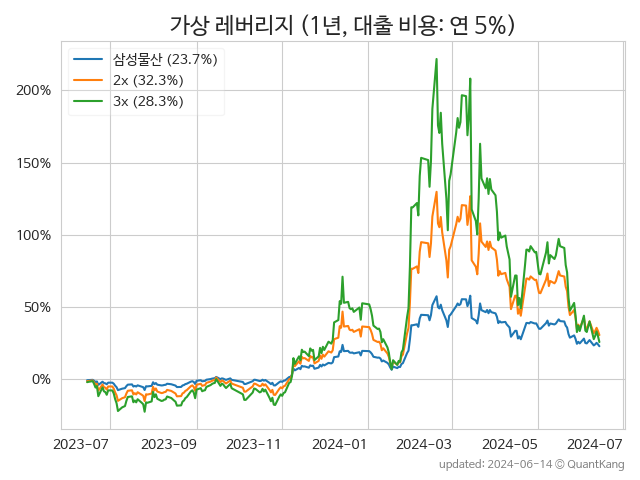 가상 레버리지 (1년, 대출 비용: 연 5%)
삼성물산 (23.7%)
2x (32.3%)
3x (28.3%)
200%
150%
100%
50%
0%
2023-07 2023-09 2023-11 2024-01 2024-03 2024-05 2024-07
updated: 2024-06-14 © QuantKang